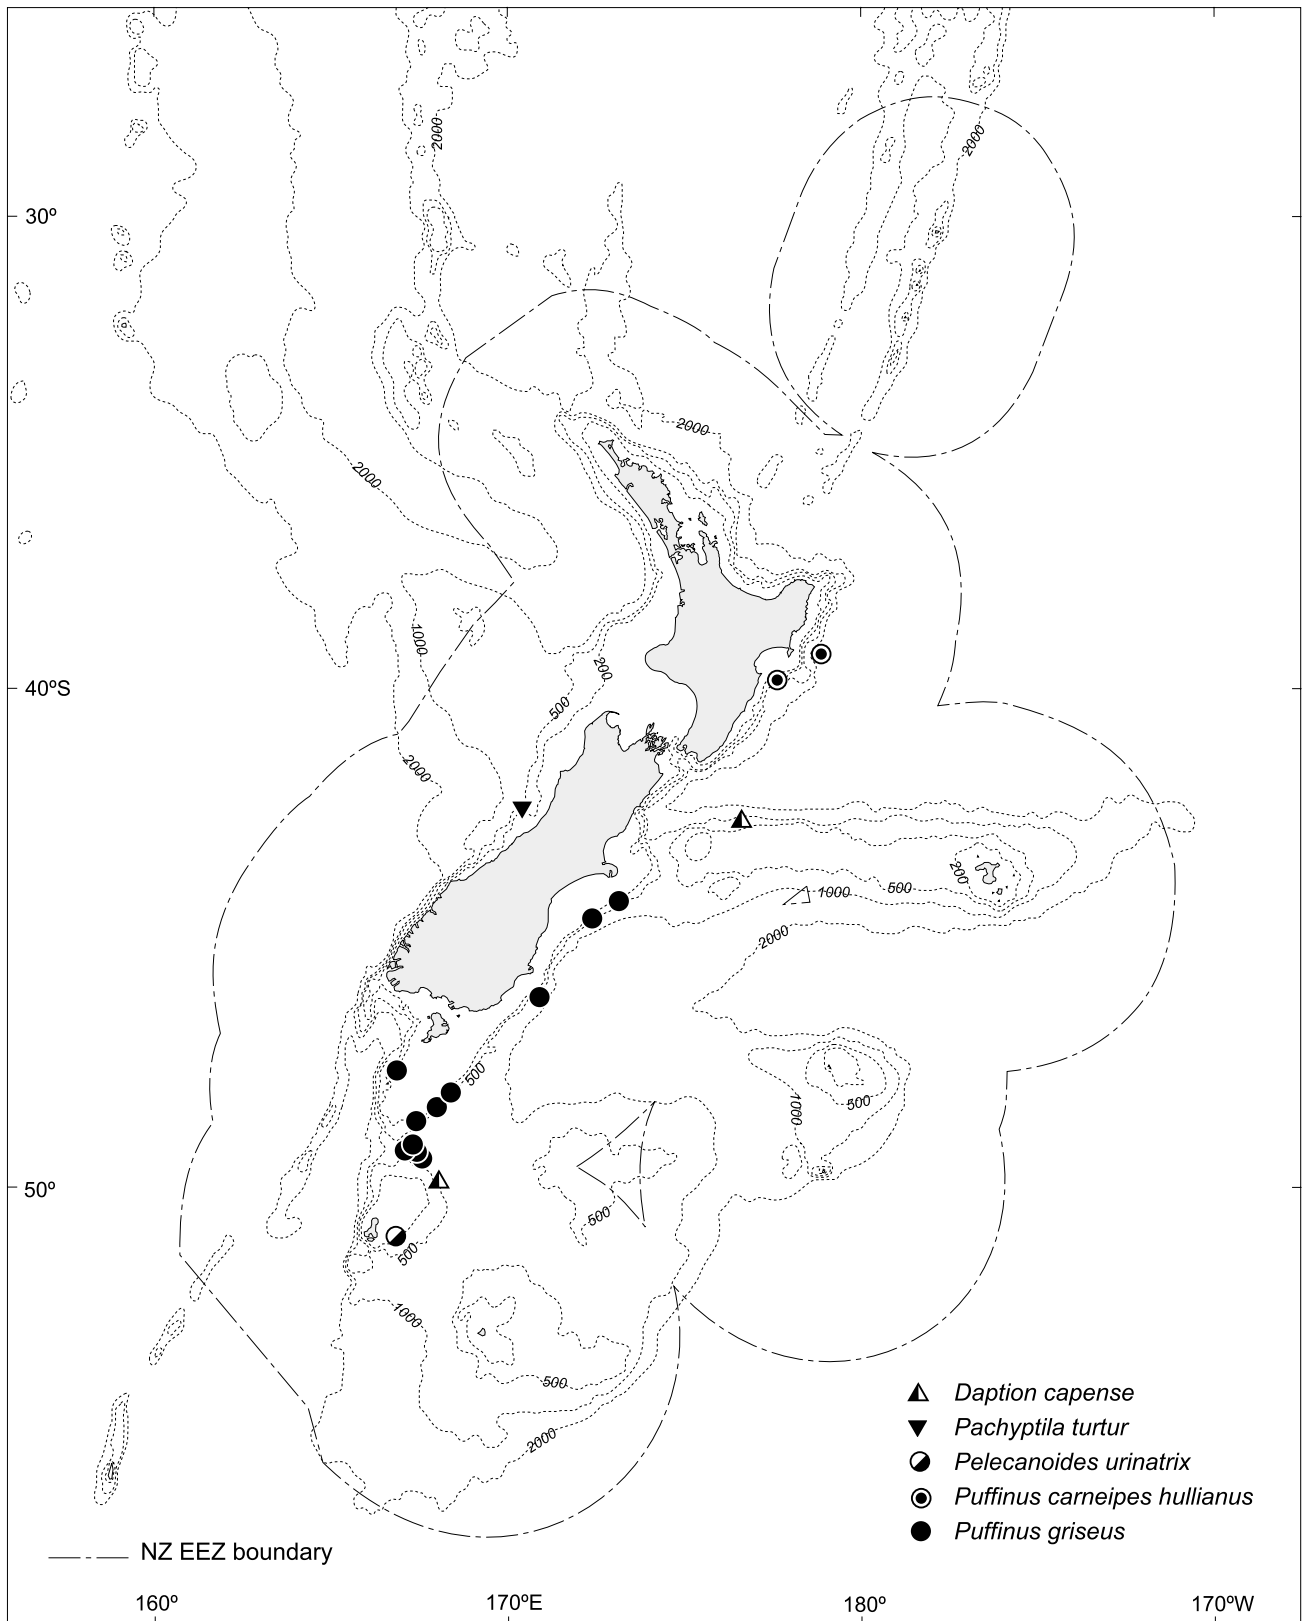 2000
2000
30º
2000
2000
1000
200
40ºS
500
2000
200
1000
500
2000
500
1000
500
50º
500
500
1000
500
2000
Daption capense
Pachyptila turtur
Pelecanoides urinatrix
Puffinus carneipes hullianus
Puffinus griseus
NZ EEZ boundary
160º 170ºE 180º 170ºW